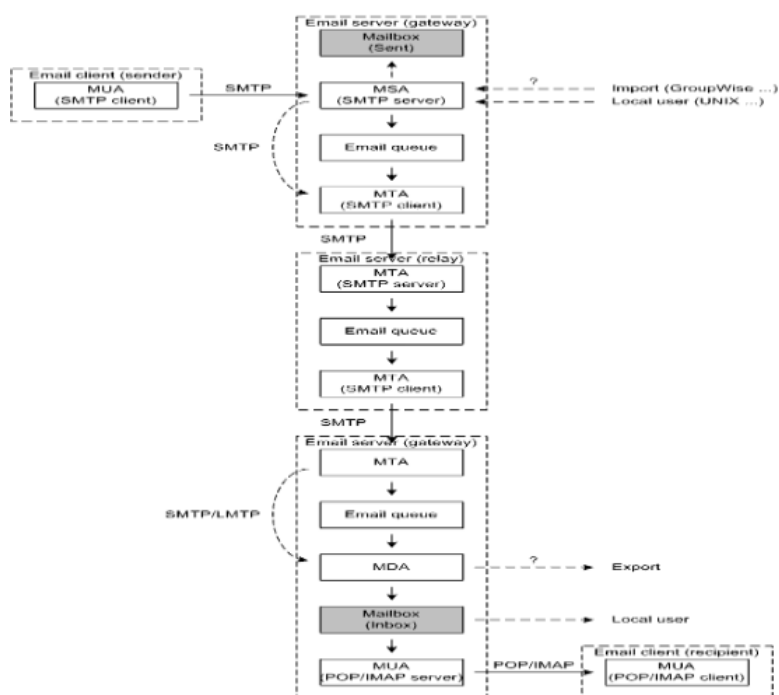 Email server (gateway)
Mailbox
(Sent)
Email client (sender)
MUA
(SMTP client)
SMTP
MSA
(SMTP server)
?
Import (GroupWise ...)
Local user (UNIX ...)
SMTP
Email queue
MTA
(SMTP client)
SMTP
Email server (relay)
MTA
(SMTP server)
Email queue
MTA
(SMTP client)
SMTP
Email server (gateway)
MTA
SMTP/LMTP
Email queue
MDA
?
Export
Mailbox
(Inbox)
Local user
MUA
(POP/IMAP server)
POP/IMAP
Email client (recipient)
MUA
(POP/IMAP client)